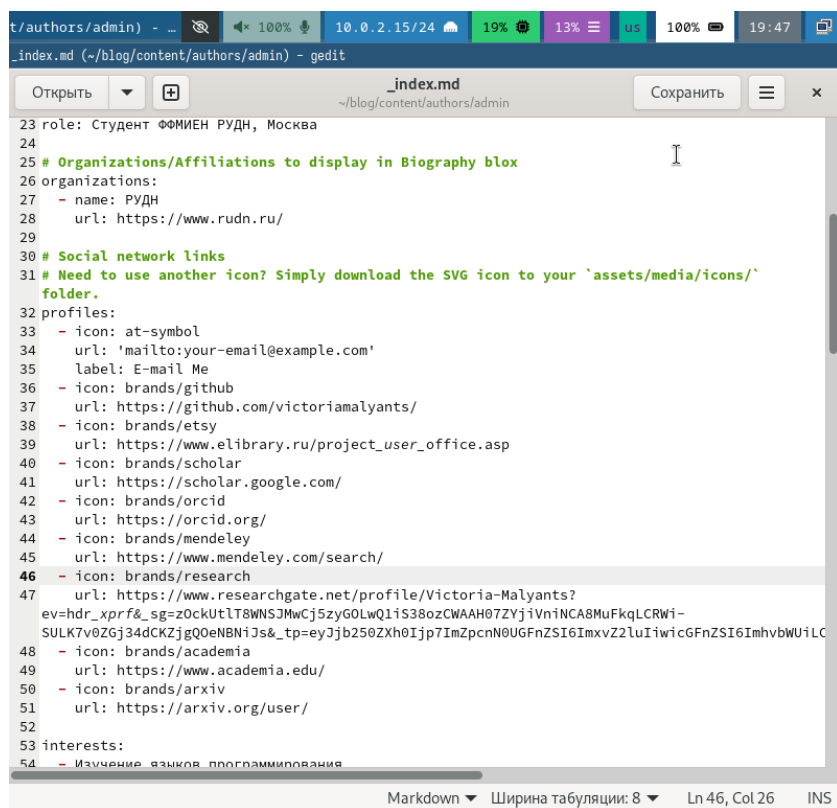 t/authors/admin) - … 100% 10.0.2.15/24 19% 13% us 100% 19:47
_index.md (~/blog/content/authors/admin) - gedit
Открыть _index.md Сохранить
~/blog/content/authors/admin
23 role: Студент ФФМИЕН РУДН, Москва
24
25 # Organizations/Affiliations to display in Biography blox
26 organizations:
27   - name: РУДН
28     url: https://www.rudn.ru/
29
30 # Social network links
31 # Need to use another icon? Simply download the SVG icon to your `assets/media/icons/`
folder.
32 profiles:
33   - icon: at-symbol
34     url: 'mailto:your-email@example.com'
35     label: E-mail Me
36   - icon: brands/github
37     url: https://github.com/victoriamalyants/
38   - icon: brands/etsy
39     url: https://www.elibrary.ru/project_user_office.asp
40   - icon: brands/scholar
41     url: https://scholar.google.com/
42   - icon: brands/orcid
43     url: https://orcid.org/
44   - icon: brands/mendeley
45     url: https://www.mendeley.com/search/
46   - icon: brands/research
47     url: https://www.researchgate.net/profile/Victoria-Malyants?
ev=hdr_xprf&_sg=zOckUtlT8WNSJMwCj5zyGOLwQ1iS38ozCWAAH07ZYjiVniNCA8MuFkqLCRWi-
SULK7v0ZGj34dCKZjgQOeNBNiJs&_tp=eyJjb250ZXh0Ijp7ImZpcnN0UGFnZSI6ImxvZ2luIiwicGFnZSI6ImhvbWUiLC
48   - icon: brands/academia
49     url: https://www.academia.edu/
50   - icon: brands/arxiv
51     url: https://arxiv.org/user/
52
53 interests:
54   - Изучение языков программирования
Markdown Ширина табуляции: 8 Ln 46, Col 26 INS